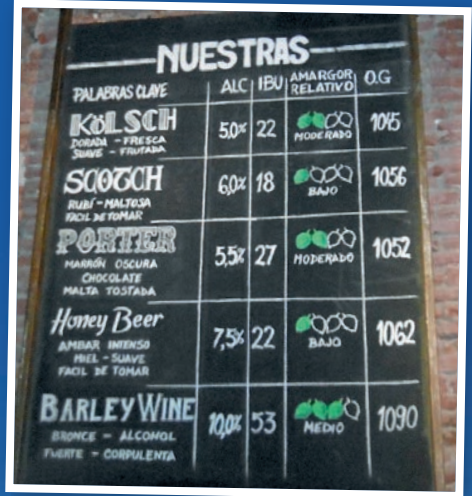 NUESTRAS
PALABRAS CLAVE ALC IBU AMARGOR RELATIVO O.G
KÖLSCH 5,0% 22 MODERADO 1045
DORADA - FRESCA
SUAVE - FRUTADA
SCOTCH 6,0% 18 BAJO 1056
RUBÍ - MALTOSA
FACIL DE TOMAR
PORTER 5,5% 27 MODERADO 1052
MARRÓN OSCURA
CHOCOLATE
MALTA TOSTADA
Honey Beer 7,5% 22 BAJO 1062
AMBAR INTENSO
MIEL - SUAVE
FACIL DE TOMAR
BARLEY WINE 10,0% 53 MEDIO 1090
BRONCE - ALCOHOL
FUERTE - CORPULENTA